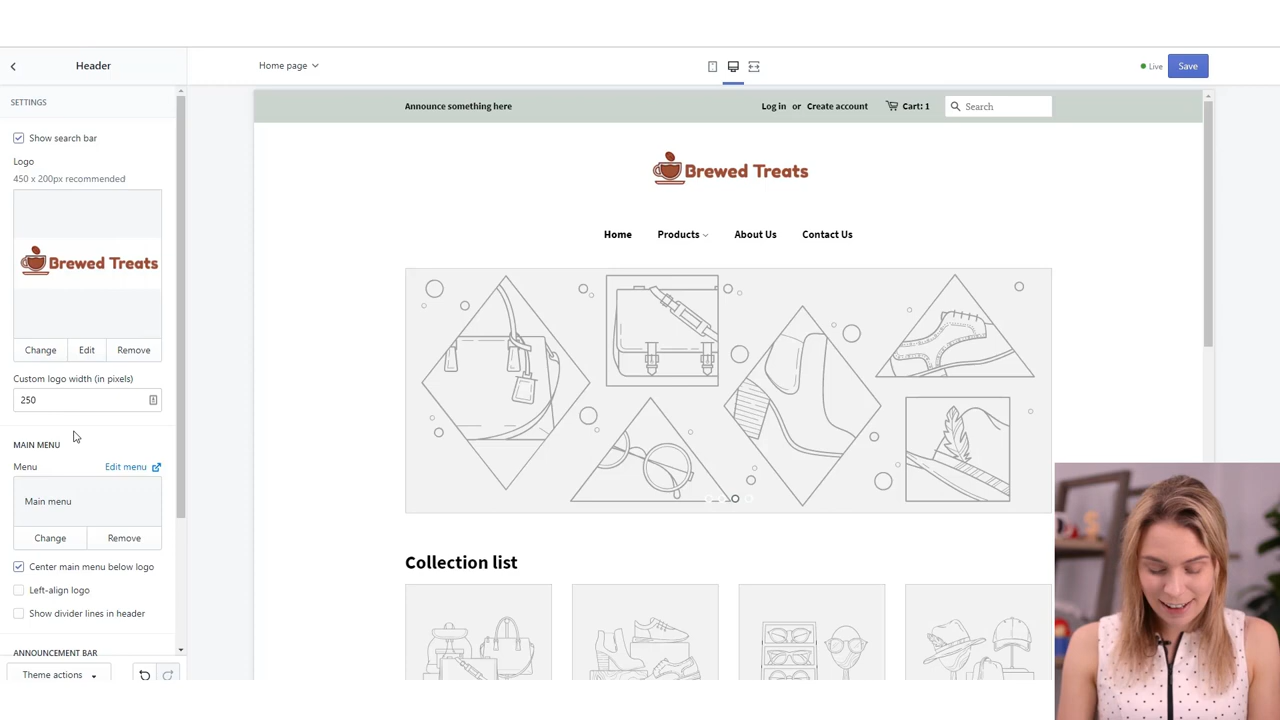 Header
Home page
Live
Save
SETTINGS
Show search bar
Logo
450 x 200px recommended
Brewed Treats
Change
Edit
Remove
Custom logo width (in pixels)
250
MAIN MENU
Menu
Edit menu
Main menu
Change
Remove
Center main menu below logo
Left-align logo
Show divider lines in header
ANNOUNCEMENT BAR
Theme actions
Announce something here
Log in or Create account
Cart: 1
Search
Brewed Treats
Home
Products
About Us
Contact Us
Collection list